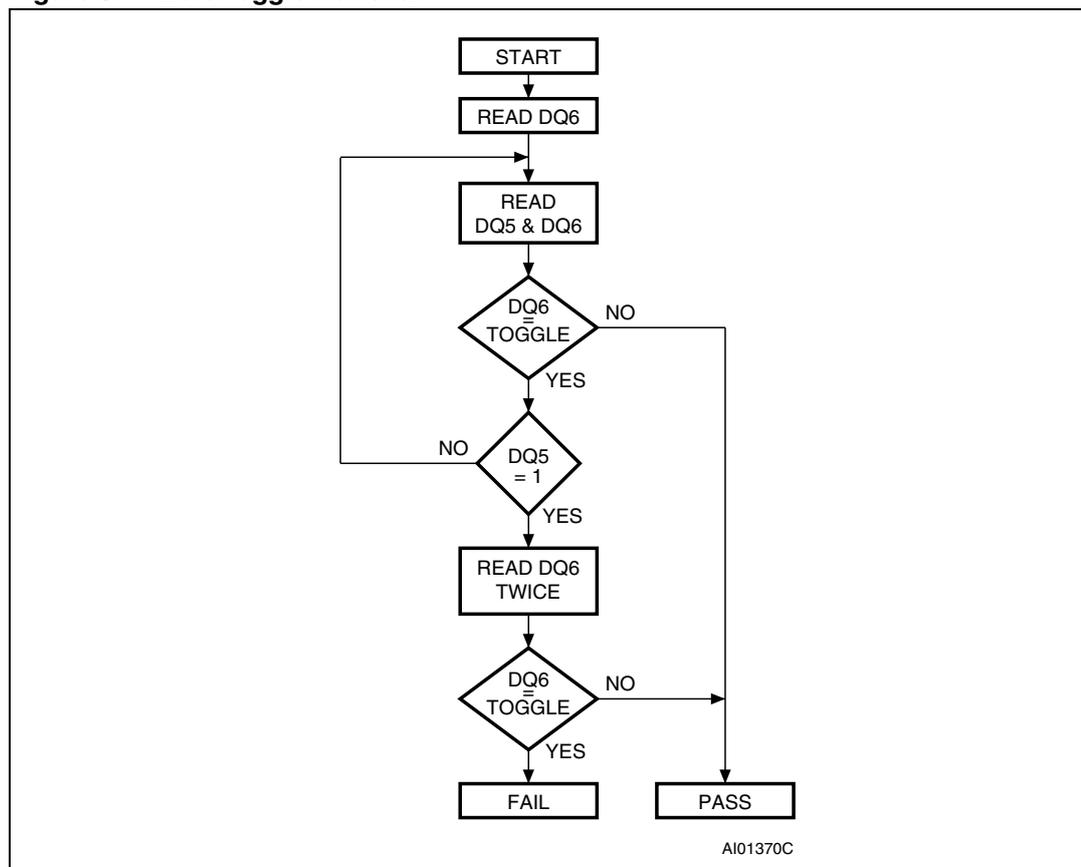 START
READ DQ6
READ
DQ5 & DQ6
DQ6
=
TOGGLE
NO
YES
NO
DQ5
= 1
YES
READ DQ6
TWICE
DQ6
=
TOGGLE
NO
YES
FAIL
PASS
AI01370C